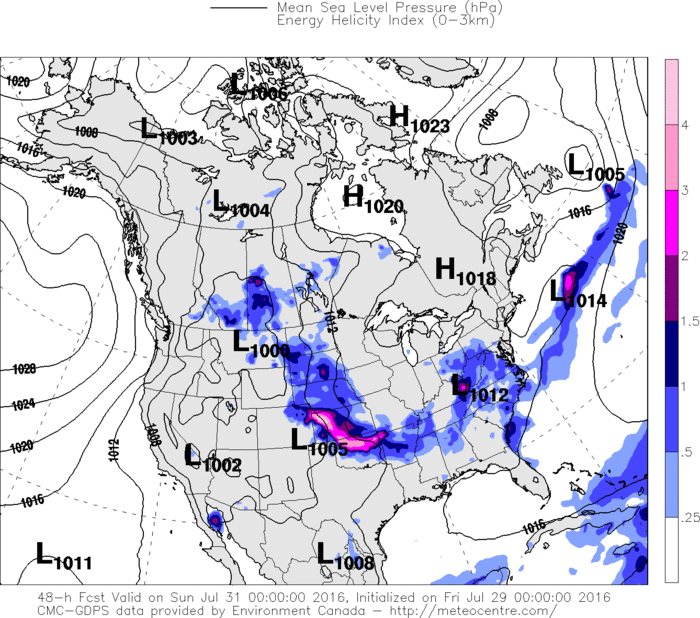 Mean Sea Level Pressure (hPa)
Energy Helicity Index (0-3km)
1020
L1006
1008
L1003
H1023
1008
1016
L1005
1020
L1004
H1020
1016
1020
H1018
L1014
1012
L1000
1028
L1012
1024
1008
1012
L1005
1020
L1002
1016
1016
L1011
L1008
4
3
2
1.5
1
.5
.25
48-h Fcst Valid on Sun Jul 31 00:00:00 2016, Initialized on Fri Jul 29 00:00:00 2016
CMC-GDPS data provided by Environment Canada - http://meteocentre.com/